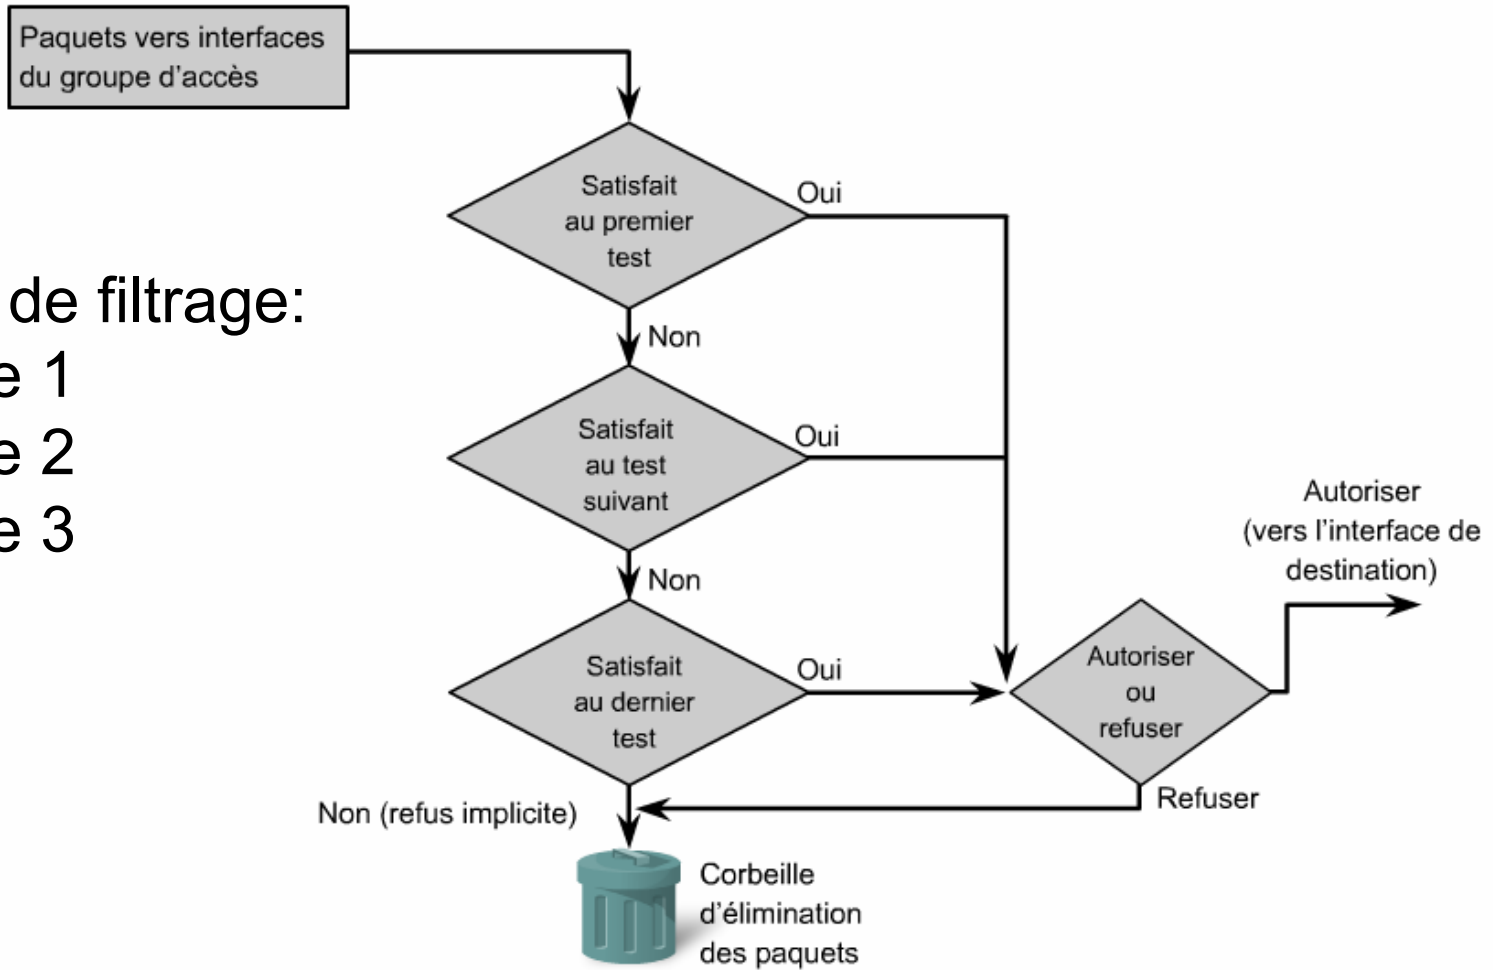 Paquets vers interfaces
du groupe d'accès
Satisfait
au premier
test
Oui
de filtrage:
e 1
e 2
e 3
Non
Satisfait
au test
suivant
Oui
Non
Satisfait
au dernier
test
Oui
Autoriser
ou
refuser
Autoriser
(vers l'interface de
destination)
Refuser
Non (refus implicite)
Corbeille
d'élimination
des paquets